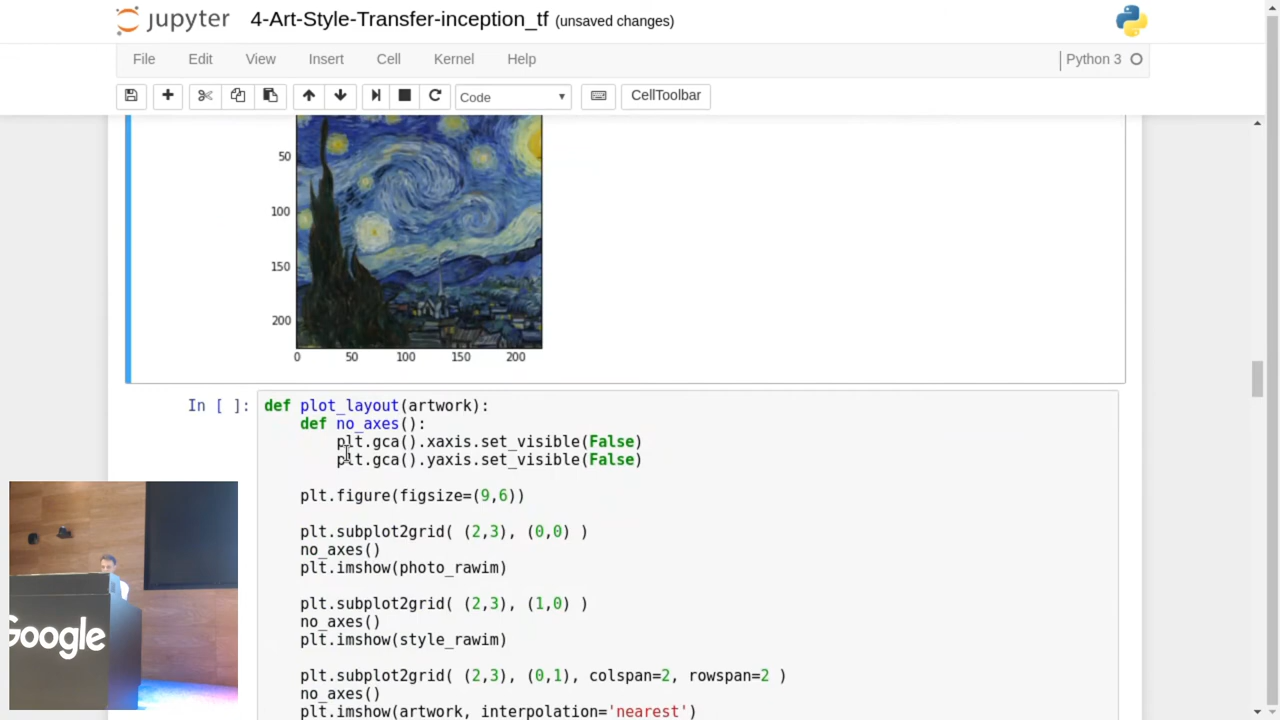 jupyter 4-Art-Style-Transfer-inception_tf (unsaved changes)
File Edit View Insert Cell Kernel Help Python 3
Code CellToolbar
50
100
150
200
0 50 100 150 200
In [ ]: def plot_layout(artwork):
def no_axes():
plt.gca().xaxis.set_visible(False)
plt.gca().yaxis.set_visible(False)
plt.figure(figsize=(9,6))
plt.subplot2grid( (2,3), (0,0) )
no_axes()
plt.imshow(photo_rawim)
plt.subplot2grid( (2,3), (1,0) )
no_axes()
plt.imshow(style_rawim)
plt.subplot2grid( (2,3), (0,1), colspan=2, rowspan=2 )
no_axes()
plt.imshow(artwork, interpolation='nearest')
Google